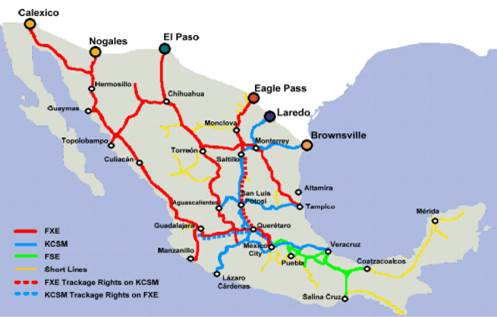 Calexico
Nogales
El Paso
Hermosillo
Eagle Pass
Chihuahua
Guaymas
Laredo
Monclova
Brownsville
Topolobampo
Torreón
Monterrey
Saltillo
Culiacán
Altamira
San Luis
Potosí
Aguascalientes
Tampico
Mérida
Guadalajara
Querétaro
FXE
KCSM
Manzanillo
Mexico
City
Veracruz
FSE
Puebla
Coatzacoalcos
Short Lines
Lázaro
Cárdenas
FXE Trackage Rights on KCSM
KCSM Trackage Rights on FXE
Salina Cruz